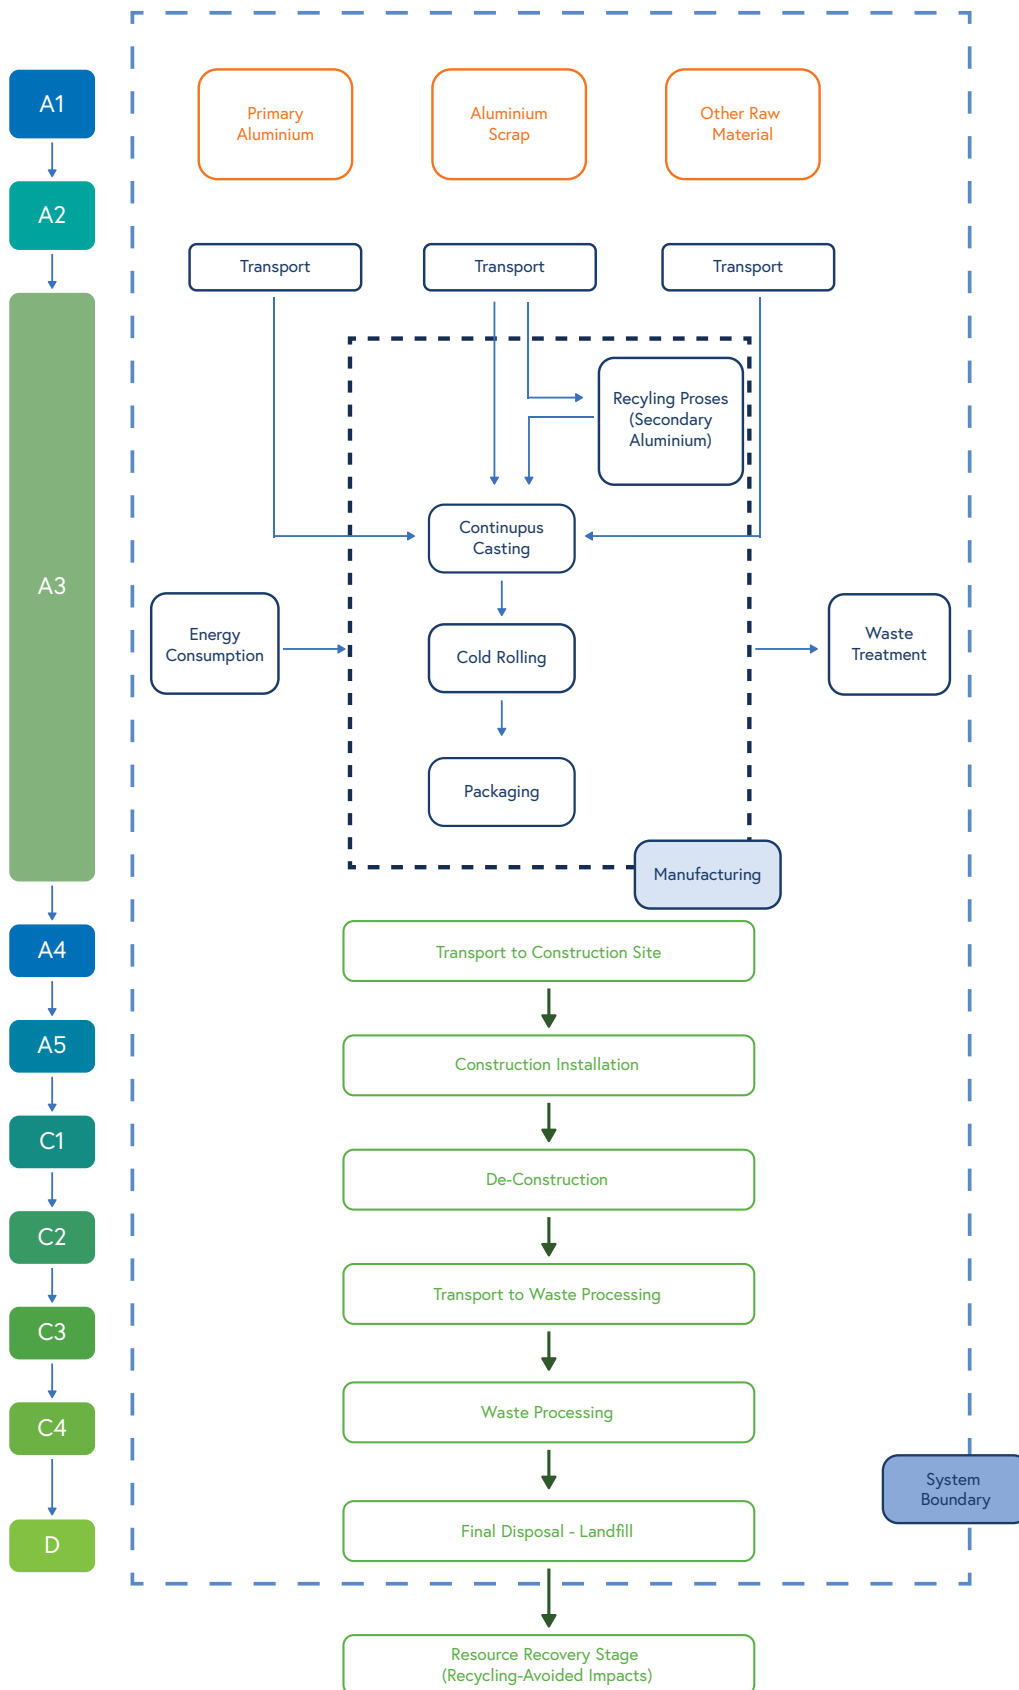 A1
Primary
Aluminium
Aluminium
Scrap
Other Raw
Material
A2
Transport
Transport
Transport
A3
Recyling Proses
(Secondary
Aluminium)
Continupus
Casting
Energy
Consumption
Cold Rolling
Waste
Treatment
Packaging
Manufacturing
A4
Transport to Construction Site
A5
Construction Installation
C1
De-Construction
C2
Transport to Waste Processing
C3
Waste Processing
C4
System
Boundary
Final Disposal - Landfill
D
Resource Recovery Stage
(Recycling-Avoided Impacts)